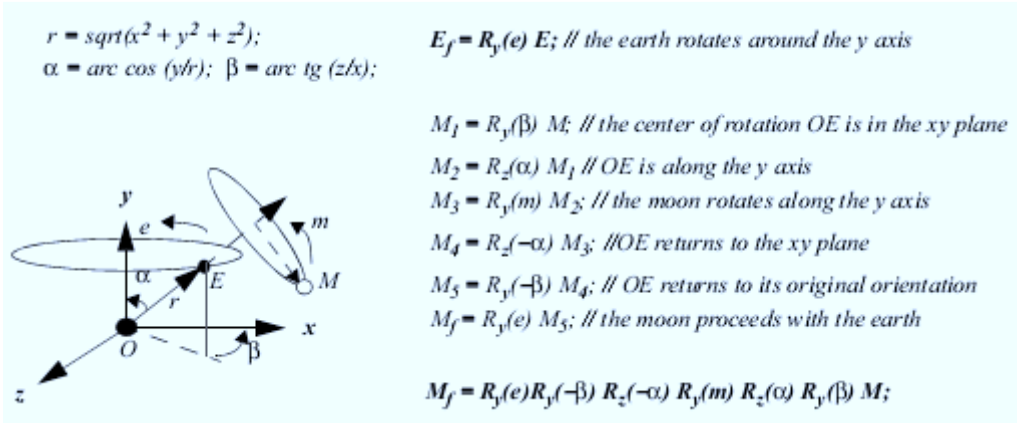 r = sqrt(x² + y² + z²);
α = arc cos (y/r); β = arc tg (z/x);
E_f = R_y(e) E; // the earth rotates around the y axis
M_1 = R_y(β) M; // the center of rotation OE is in the xy plane
M_2 = R_z(α) M_1 // OE is along the y axis
M_3 = R_y(m) M_2; // the moon rotates along the y axis
M_4 = R_z(−α) M_3; //OE returns to the xy plane
M_5 = R_y(−β) M_4; // OE returns to its original orientation
M_f = R_y(e) M_5; // the moon proceeds with the earth
M_f = R_y(e)R_y(−β) R_z(−α) R_y(m) R_z(α) R_y(β) M;
y
e
m
α
E
M
r
x
O
β
z